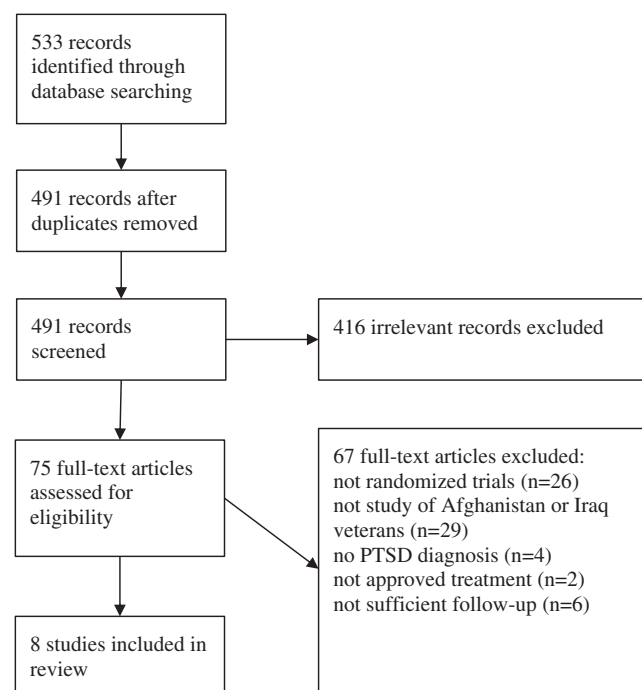 533 records
identified through
database searching
491 records after
duplicates removed
491 records
screened
416 irrelevant records excluded
75 full-text articles
assessed for
eligibility
67 full-text articles excluded:
not randomized trials (n=26)
not study of Afghanistan or Iraq
veterans (n=29)
no PTSD diagnosis (n=4)
not approved treatment (n=2)
not sufficient follow-up (n=6)
8 studies included in
review